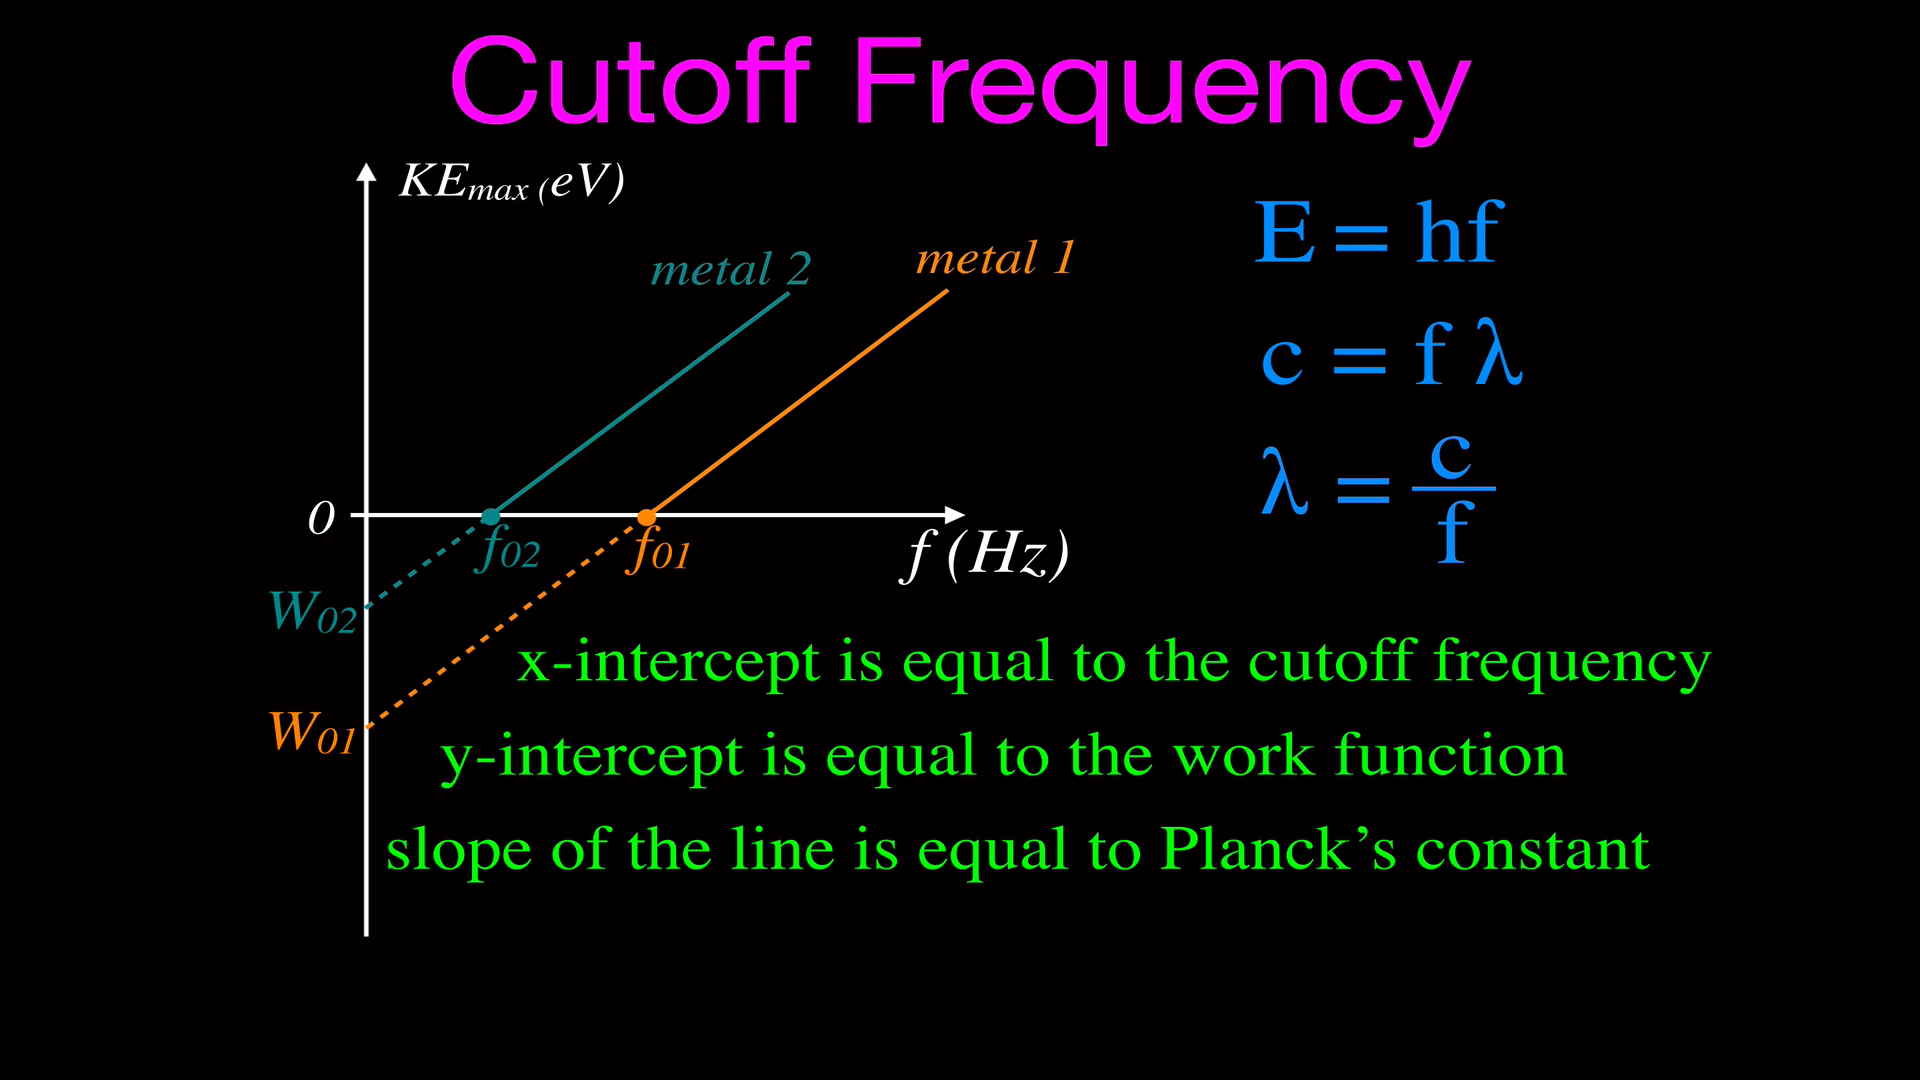 Cutoff Frequency
KEmax (eV)
metal 2
metal 1
E = hf
c = f λ
λ = c/f
0
f02
f01
f (Hz)
W02
W01
x-intercept is equal to the cutoff frequency
y-intercept is equal to the work function
slope of the line is equal to Planck’s constant